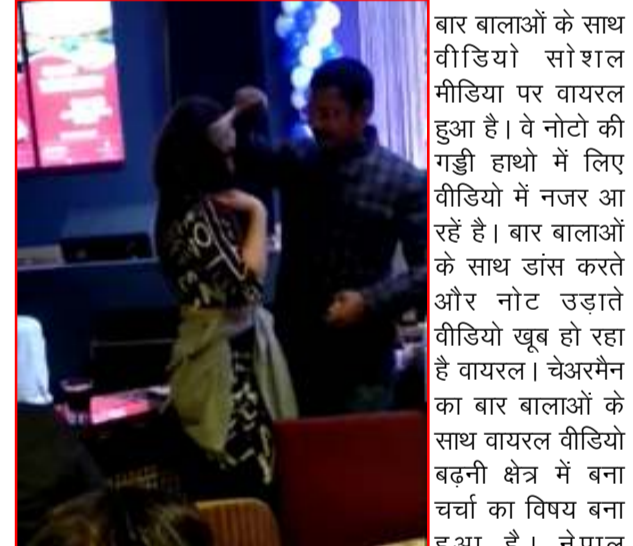 बार बालाओं के साथ
वीडियो सोशल
मीडिया पर वायरल
हुआ है। वे नोटो की
गड्डी हाथो में लिए
वीडियो में नजर आ
रहें है। बार बालाओं
के साथ डांस करते
और नोट उड़ाते
वीडियो खूब हो रहा
है वायरल। चेअरमैन
का बार बालाओं के
साथ वायरल वीडियो
बढ़नी क्षेत्र में बना
चर्चा का विषय बना
हुआ है। नेपाल